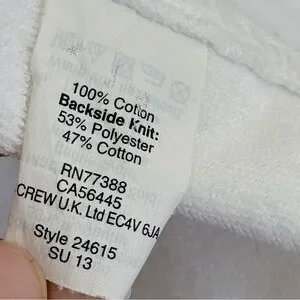 100% Cotton
Backside Knit:
53% Polyester
47% Cotton
RN77388
CA56445
CREW U.K. Ltd EC4V 6JA
Style 24615
SU 13